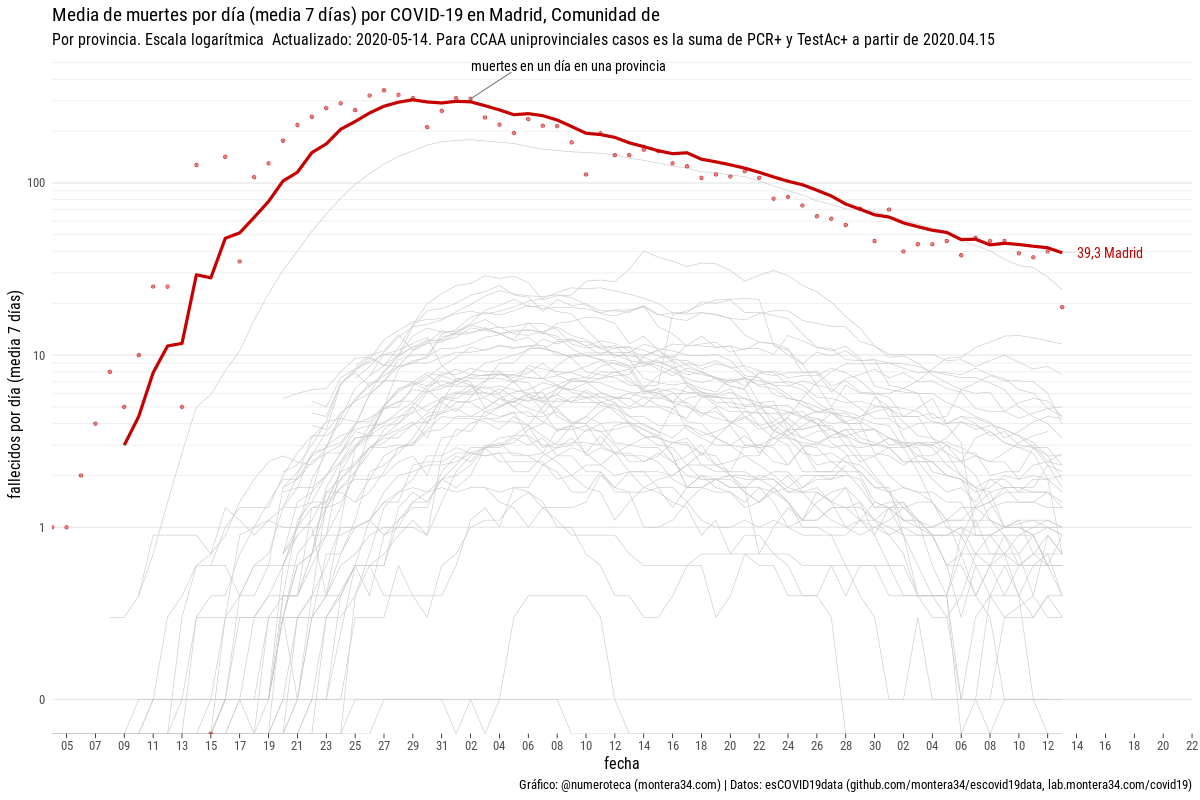 Media de muertes por día (media 7 días) por COVID-19 en Madrid, Comunidad de
Por provincia. Escala logarítmica  Actualizado: 2020-05-14. Para CCAA uniprovinciales casos es la suma de PCR+ y TestAc+ a partir de 2020.04.15
muertes en un día en una provincia
100
10
1
0
fallecidos por día (media  7 días)
39,3 Madrid
05 07 09 11 13 15 17 19 21 23 25 27 29 31 02 04 06 08 10 12 14 16 18 20 22 24 26 28 30 02 04 06 08 10 12 14 16 18 20 22
fecha
Gráfico: @numeroteca (montera34.com) | Datos: esCOVID19data (github.com/montera34/escovid19data, lab.montera34.com/covid19)